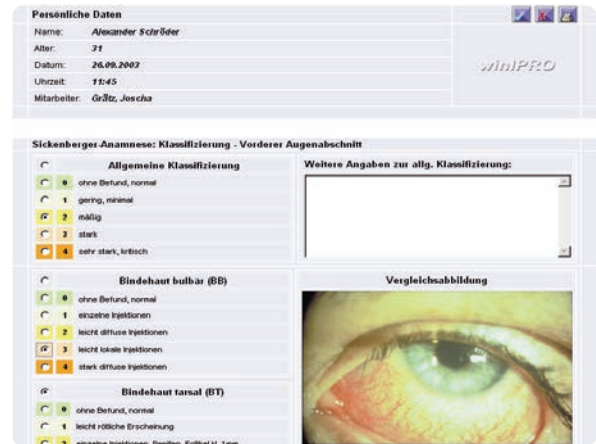 Persönliche Daten
Name: Alexander Schröder
Alter: 31
Datum: 26.09.2003
Uhrzeit: 11:45
Mitarbeiter: Grätz, Joscha
winIPRO
Sickenberger-Anamnese: Klassifizierung - Vorderer Augenabschnitt
Allgemeine Klassifizierung
0 ohne Befund, normal
1 gering, minimal
2 mäßig
3 stark
4 sehr stark, kritisch
Weitere Angaben zur allg. Klassifizierung:
Bindehaut bulbär (BB)
0 ohne Befund, normal
1 einzelne Injektionen
2 leicht diffuse Injektionen
3 leicht lokale Injektionen
4 stark diffuse Injektionen
Vergleichsabbildung
Bindehaut tarsal (BT)
0 ohne Befund, normal
1 leicht rötliche Erscheinung
2 einzelne Injektionen,